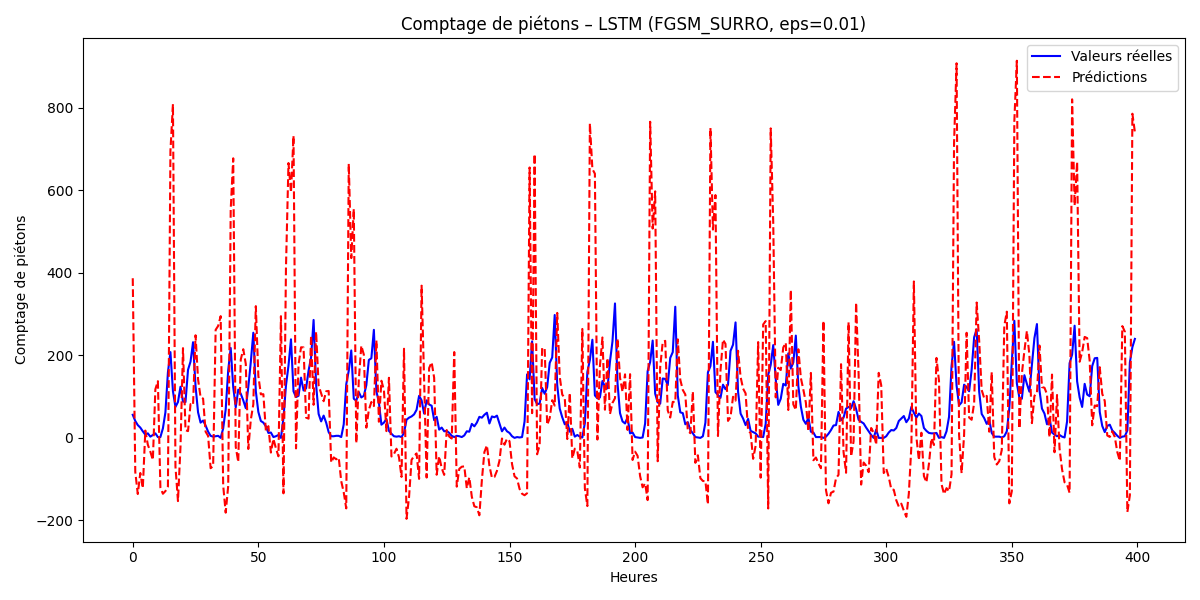 Comptage de piétons – LSTM (FGSM_SURRO, eps=0.01)
Valeurs réelles
Prédictions
Comptage de piétons
800
600
400
200
0
−200
0 50 100 150 200 250 300 350 400
Heures